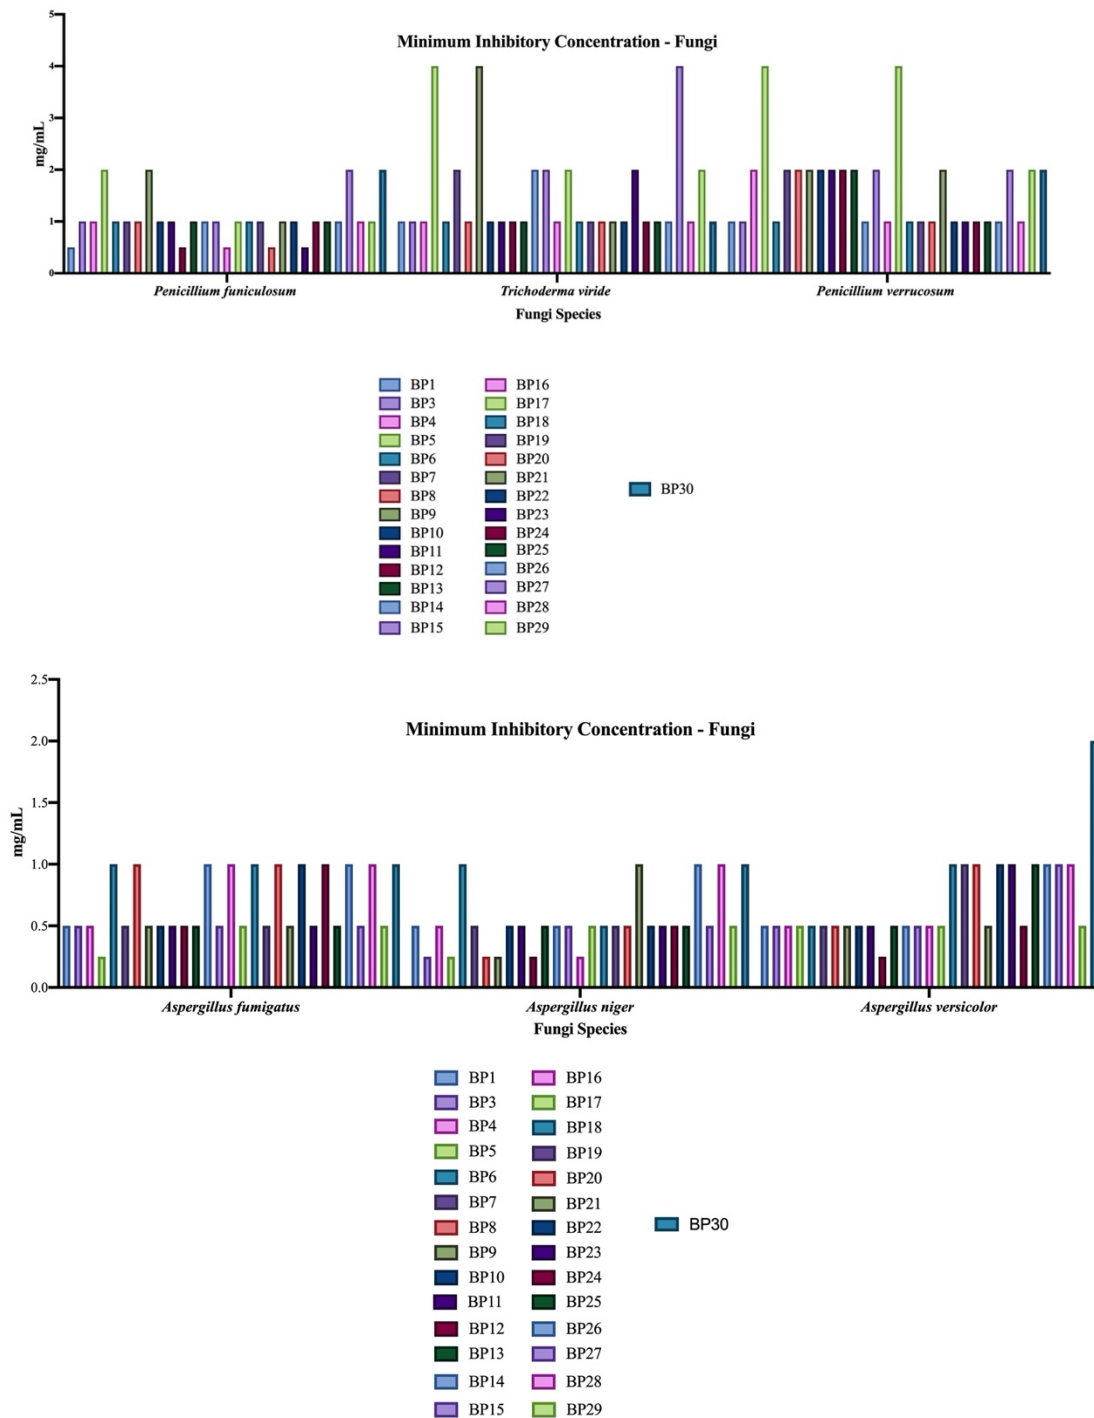 5
Minimum Inhibitory Concentration - Fungi
4
3
mg/mL
2
1
0
Penicillium funiculosum Trichoderma viride Penicillium verrucosum
Fungi Species
BP1 BP16
BP3 BP17
BP4 BP18
BP5 BP19
BP6 BP20
BP7 BP21
BP8 BP22 BP30
BP9 BP23
BP10 BP24
BP11 BP25
BP12 BP26
BP13 BP27
BP14 BP28
BP15 BP29
2.5
Minimum Inhibitory Concentration - Fungi
2.0
1.5
mg/mL
1.0
0.5
0.0
Aspergillus fumigatus Aspergillus niger Aspergillus versicolor
Fungi Species
BP1 BP16
BP3 BP17
BP4 BP18
BP5 BP19
BP6 BP20
BP7 BP21
BP8 BP22 BP30
BP9 BP23
BP10 BP24
BP11 BP25
BP12 BP26
BP13 BP27
BP14 BP28
BP15 BP29